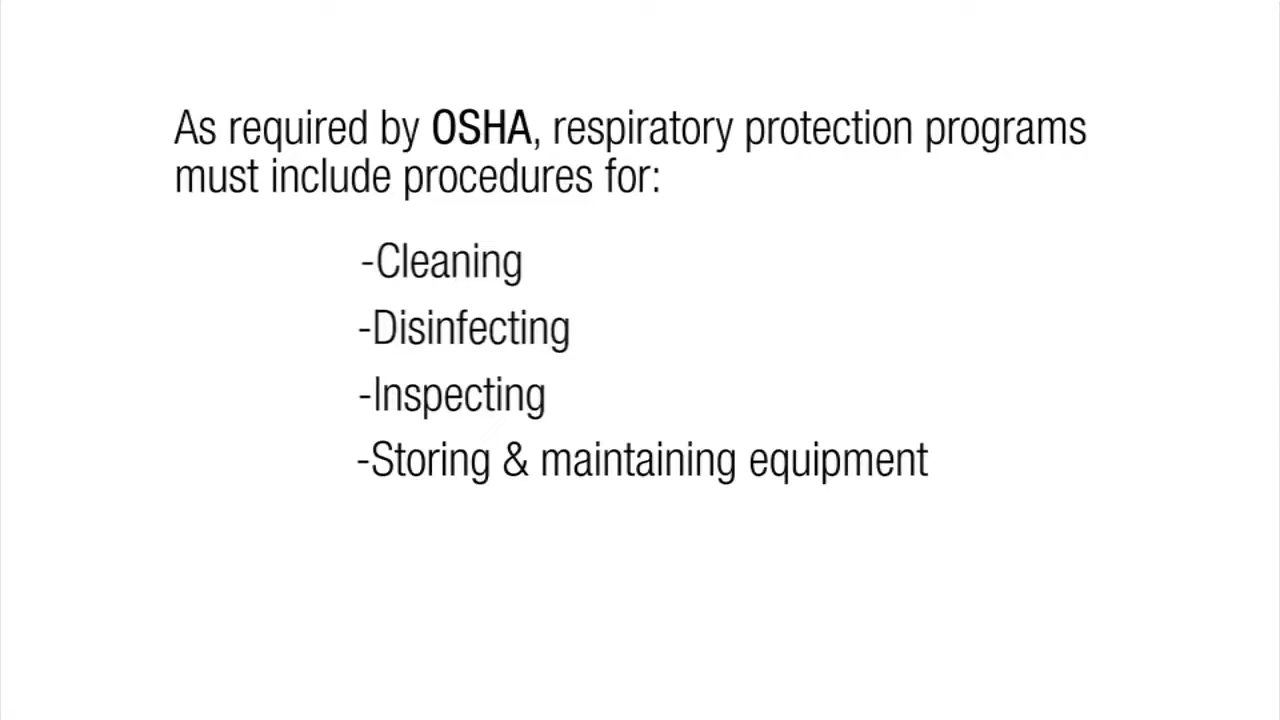 As required by OSHA, respiratory protection programs
must include procedures for:
-Cleaning
-Disinfecting
-Inspecting
-Storing & maintaining equipment